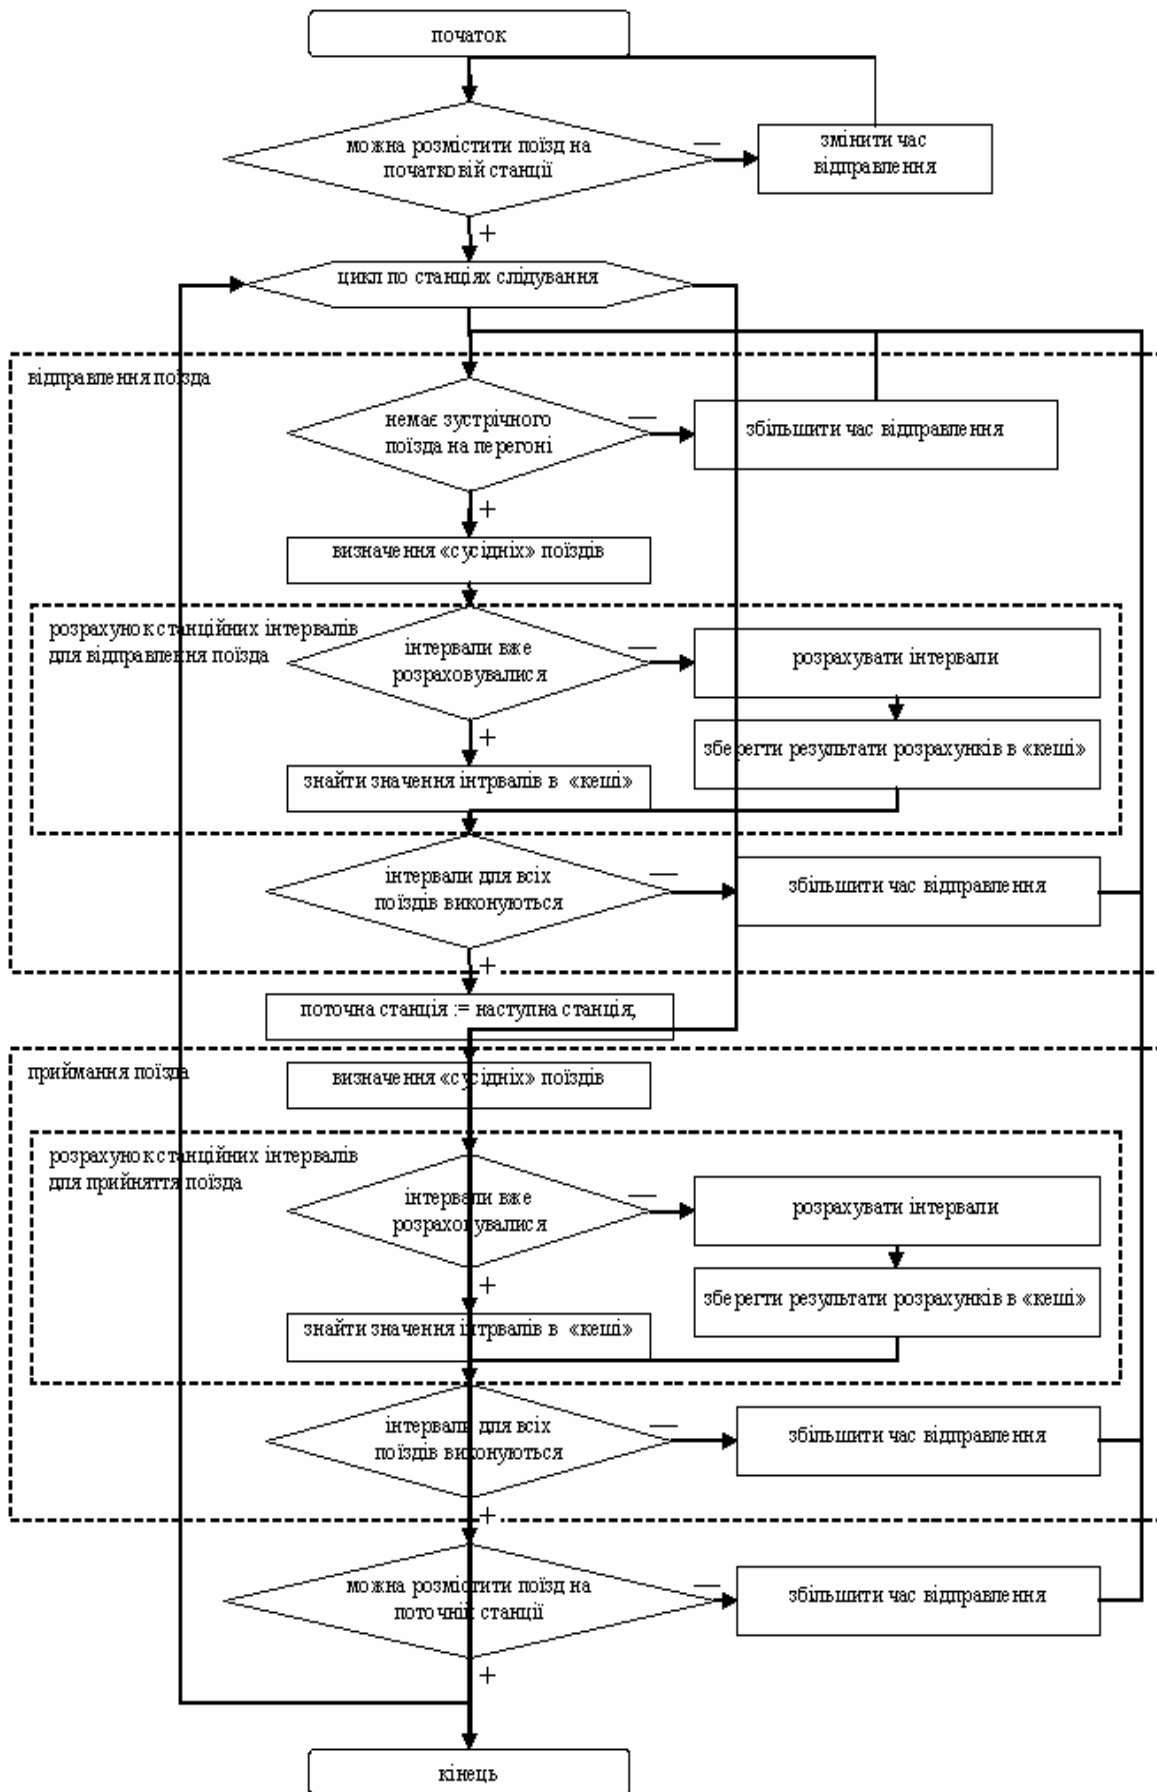 початок
можна розмістити поїзд на
початковій станції
—
змінити час
відправлення
+
цикл по станціях слідування
відправлення поїзда
немає зустрічного
поїзда на перегоні
—
збільшити час відправлення
+
визначення «сусідніх» поїздів
розрахунок станційних інтервалів
для відправлення поїзда
інтервали вже
розраховувалися
—
розрахувати інтервали
+
зберегти результати розрахунків в «кеші»
знайти значення інтрвалів в «кеші»
інтервали для всіх
поїздів виконуються
—
збільшити час відправлення
+
поточна станція := наступна станція;
приймання поїзда
визначення «сусідніх» поїздів
розрахунок станційних інтервалів
для прийняття поїзда
інтервали вже
розраховувалися
—
розрахувати інтервали
+
зберегти результати розрахунків в «кеші»
знайти значення інтрвалів в «кеші»
інтервали для всіх
поїздів виконуються
—
збільшити час відправлення
+
можна розмістити поїзд на
поточній станції
—
збільшити час відправлення
+
кінець